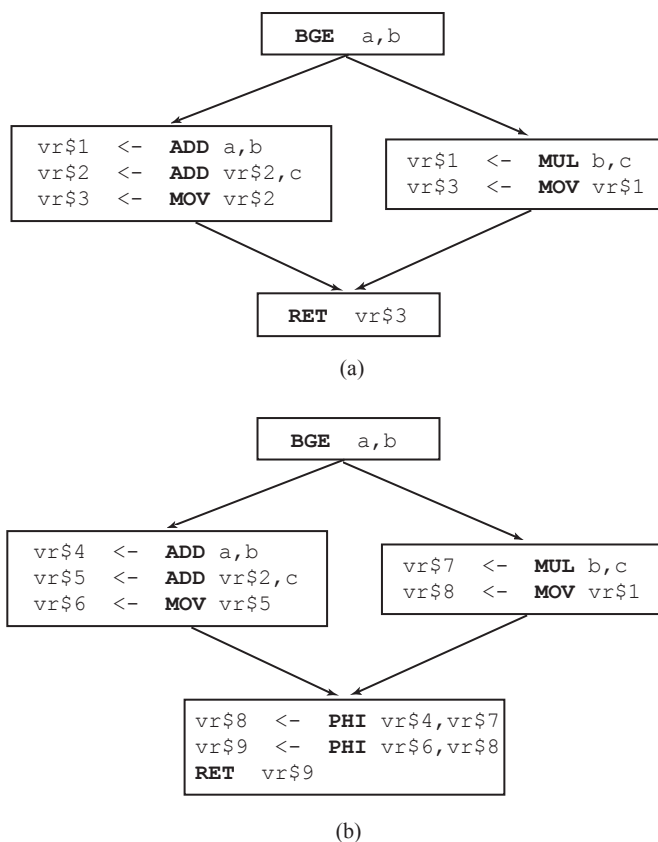 BGE a,b
vr$1 <- ADD a,b
vr$2 <- ADD vr$2,c
vr$3 <- MOV vr$2
vr$1 <- MUL b,c
vr$3 <- MOV vr$1
RET vr$3
(a)
BGE a,b
vr$4 <- ADD a,b
vr$5 <- ADD vr$2,c
vr$6 <- MOV vr$5
vr$7 <- MUL b,c
vr$8 <- MOV vr$1
vr$8 <- PHI vr$4,vr$7
vr$9 <- PHI vr$6,vr$8
RET vr$9
(b)